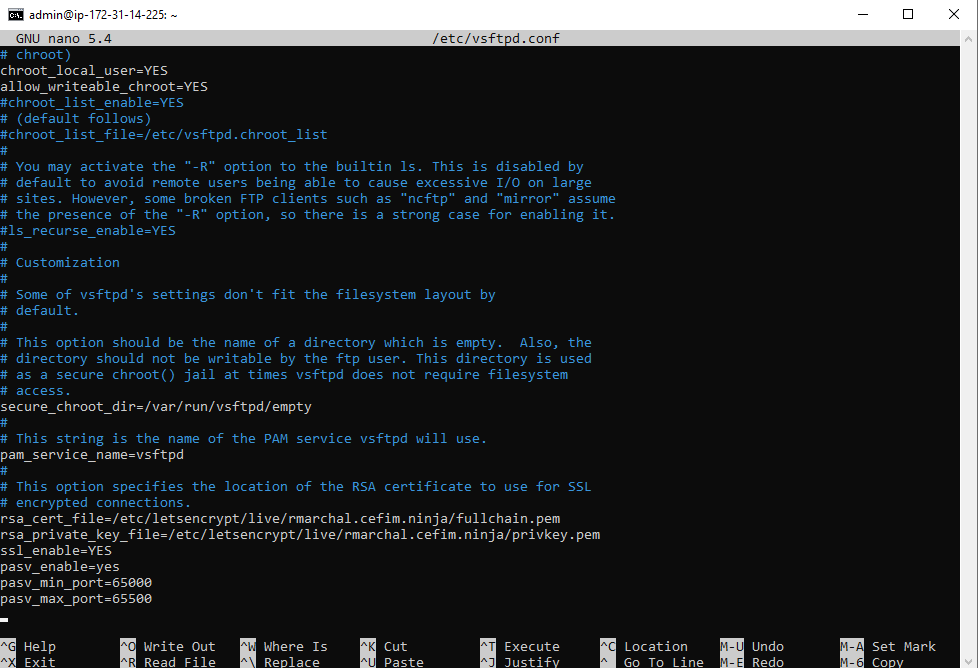 admin@ip-172-31-14-225: ~
GNU nano 5.4 /etc/vsftpd.conf
# chroot)
chroot_local_user=YES
allow_writeable_chroot=YES
#chroot_list_enable=YES
# (default follows)
#chroot_list_file=/etc/vsftpd.chroot_list
#
# You may activate the "-R" option to the builtin ls. This is disabled by
# default to avoid remote users being able to cause excessive I/O on large
# sites. However, some broken FTP clients such as "ncftp" and "mirror" assume
# the presence of the "-R" option, so there is a strong case for enabling it.
#ls_recurse_enable=YES
#
# Customization
#
# Some of vsftpd's settings don't fit the filesystem layout by
# default.
#
# This option should be the name of a directory which is empty.  Also, the
# directory should not be writable by the ftp user. This directory is used
# as a secure chroot() jail at times vsftpd does not require filesystem
# access.
secure_chroot_dir=/var/run/vsftpd/empty
#
# This string is the name of the PAM service vsftpd will use.
pam_service_name=vsftpd
#
# This option specifies the location of the RSA certificate to use for SSL
# encrypted connections.
rsa_cert_file=/etc/letsencrypt/live/rmarchal.cefim.ninja/fullchain.pem
rsa_private_key_file=/etc/letsencrypt/live/rmarchal.cefim.ninja/privkey.pem
ssl_enable=YES
pasv_enable=yes
pasv_min_port=65000
pasv_max_port=65500
^G Help ^O Write Out ^W Where Is ^K Cut ^T Execute ^C Location M-U Undo M-A Set Mark
^X Exit ^R Read File ^\ Replace ^U Paste ^J Justify ^_ Go To Line M-E Redo M-6 Copy